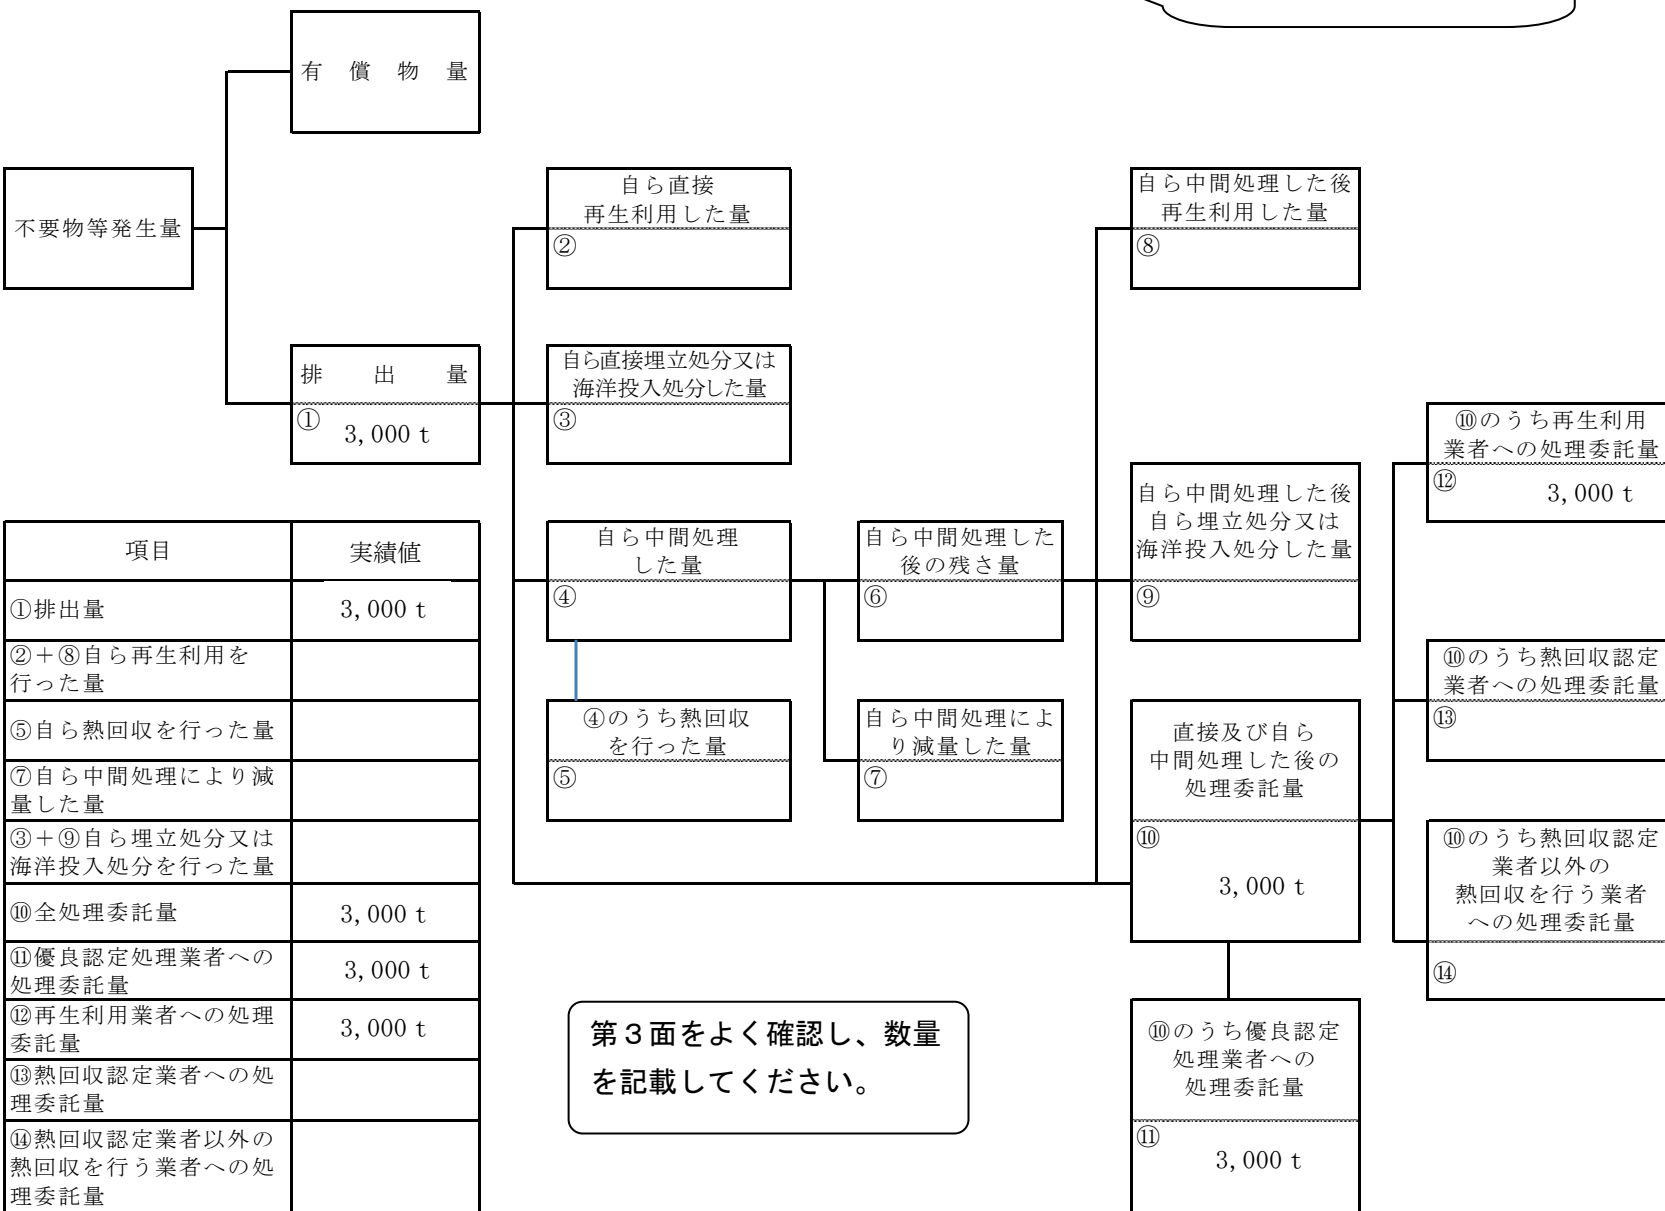 有償物量
不要物等発生量
自ら直接
再生利用した量
②
自ら中間処理した後
再生利用した量
⑧
排出量
①
3,000 t
自ら直接埋立処分又は
海洋投入処分した量
③
⑩のうち再生利用
業者への処理委託量
⑫
3,000 t
自ら中間処理した後
自ら埋立処分又は
海洋投入処分した量
⑨
自ら中間処理
した量
④
自ら中間処理した
後の残さ量
⑥
⑩のうち熱回収認定
業者への処理委託量
⑬
④のうち熱回収
を行った量
⑤
自ら中間処理によ
り減量した量
⑦
直接及び自ら
中間処理した後の
処理委託量
⑩
3,000 t
⑩のうち熱回収認定
業者以外の
熱回収を行う業者
への処理委託量
⑭
⑩のうち優良認定
処理業者への
処理委託量
⑪
3,000 t
項目 実績値
①排出量 3,000 t
②＋⑧自ら再生利用を
行った量
⑤自ら熱回収を行った量
⑦自ら中間処理により減
量した量
③＋⑨自ら埋立処分又は
海洋投入処分を行った量
⑩全処理委託量 3,000 t
⑪優良認定処理業者への
処理委託量
3,000 t
⑫再生利用業者への処理
委託量
3,000 t
⑬熱回収認定業者への処
理委託量
⑭熱回収認定業者以外の
熱回収を行う業者への処
理委託量
第３面をよく確認し、数量
を記載してください。